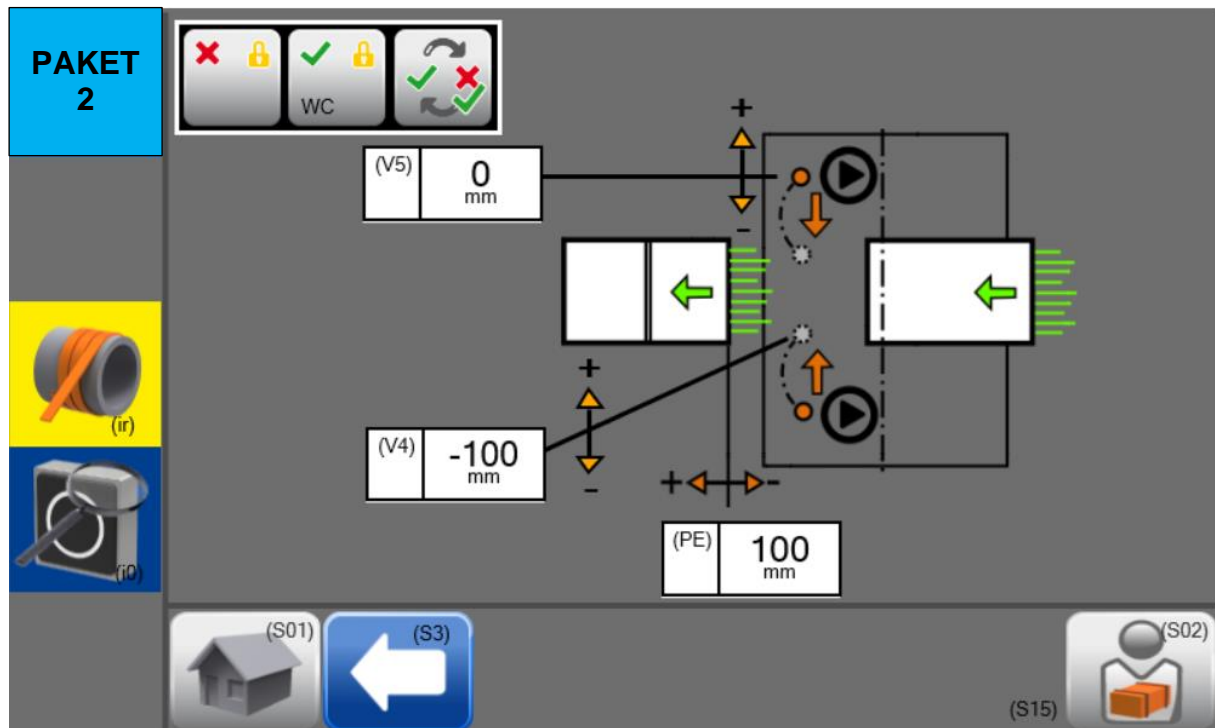 PAKET
2
WC
+
(V5)
0
mm
-
+
(V4)
-100
mm
-
+
-
(PE)
100
mm
(ir)
(i0)
(S01)
(S3)
(S02)
(S15)